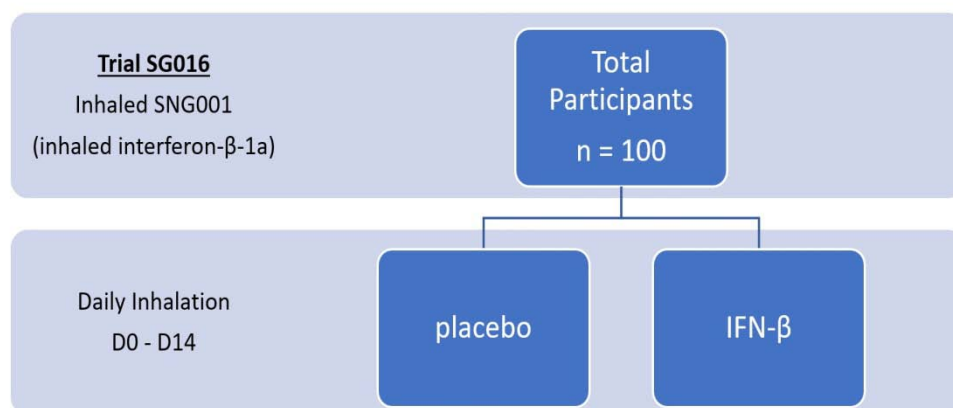 Trial SG016
Inhaled SNG001
(inhaled interferon-β-1a)
Total
Participants
n = 100
Daily Inhalation
D0 - D14
placebo
IFN-β